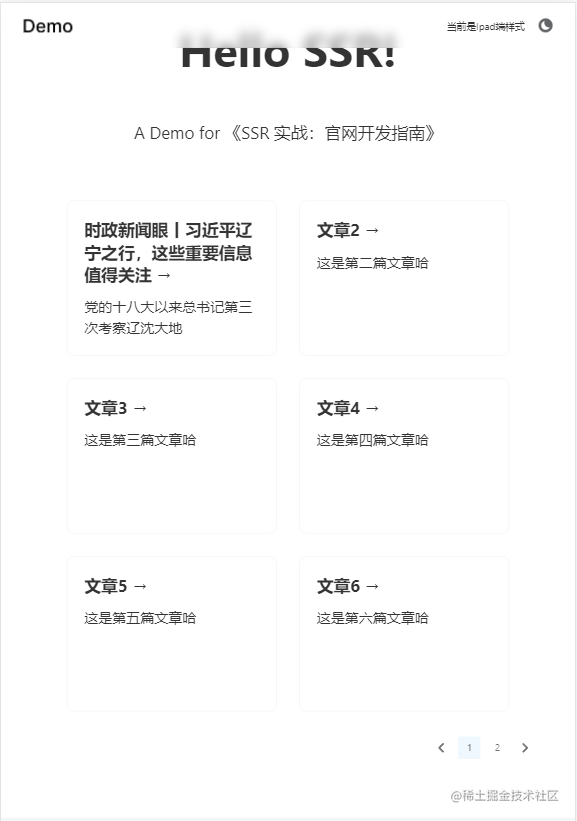 Demo
当前是ipad端样式
Hello SSR!
A Demo for 《SSR 实战：官网开发指南》
时政新闻眼丨习近平辽
宁之行，这些重要信息
值得关注 →
党的十八大以来总书记第三
次考察辽沈大地
文章2 →
这是第二篇文章哈
文章3 →
这是第三篇文章哈
文章4 →
这是第四篇文章哈
文章5 →
这是第五篇文章哈
文章6 →
这是第六篇文章哈
1 2
@稀土掘金技术社区